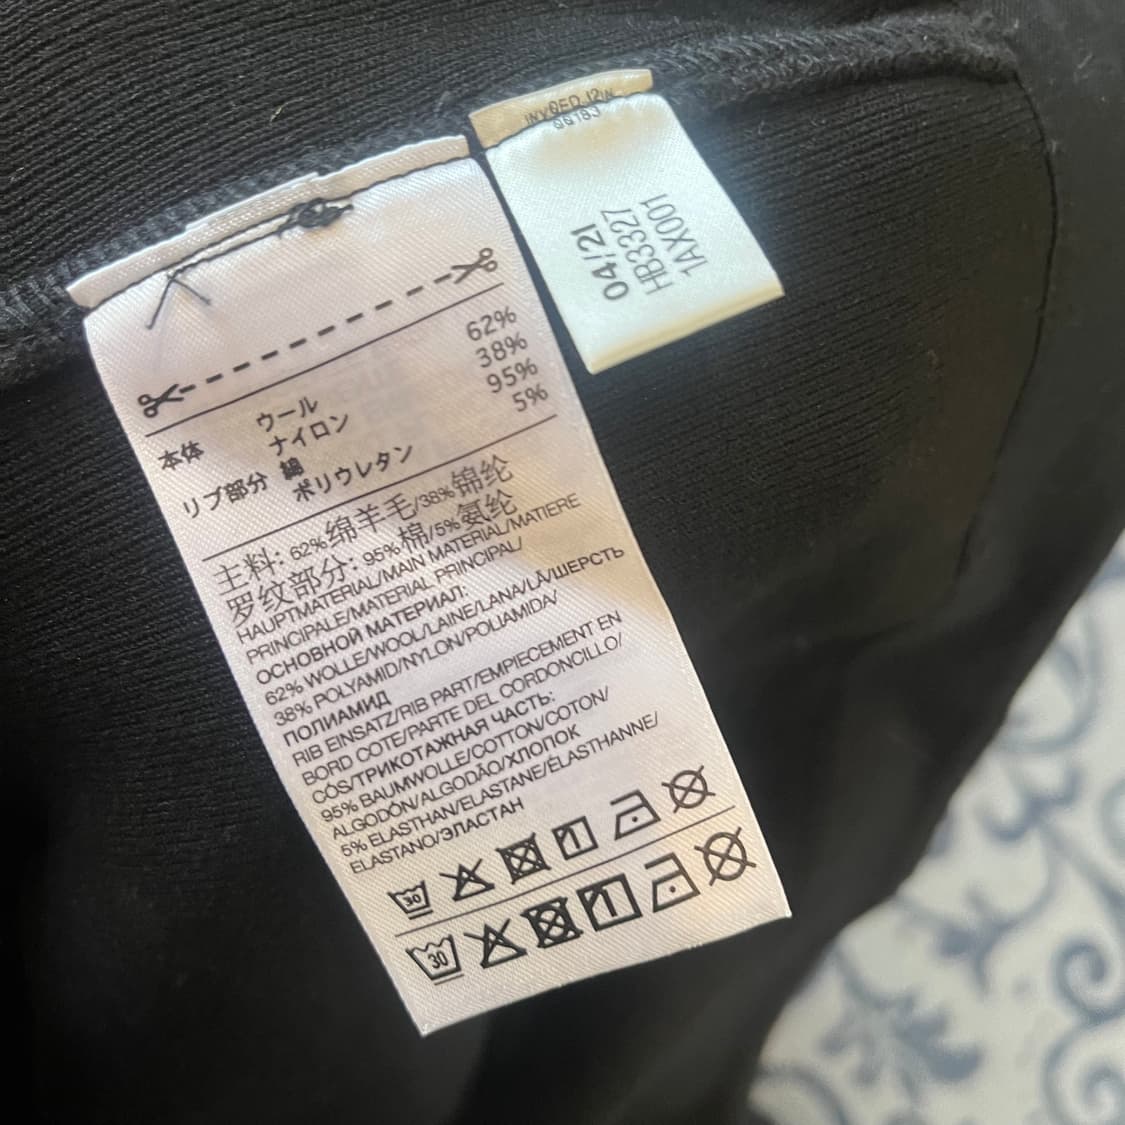 62%
38%
95%
5%
本体 ウール
ナイロン
リブ部分 綿
ポリウレタン
主料: 62%绵羊毛/38%锦纶
罗纹部分: 95%棉/5%氨纶
HAUPTMATERIAL/MAIN MATERIAL/MATIERE
PRINCIPALE/MATERIAL PRINCIPAL/
ОСНОВНОЙ МАТЕРИАЛ:
62% WOLLE/WOOL/LAINE/LANA/LÃ/ШЕРСТЬ
38% POLYAMID/NYLON/POLIAMIDA/
ПОЛИАМИД
RIB EINSATZ/RIB PART/EMPIECEMENT EN
BORD COTE/PARTE DEL CORDONCILLO/
CÓS/ТРИКОТАЖНАЯ ЧАСТЬ:
95% BAUMWOLLE/COTTON/COTON/
ALGODÓN/ALGODÃO/ХЛОПОК
5% ELASTHAN/ELASTANE/ÉLASTHANNE/
ELASTANO/ЭЛАСТАН
30
30
04/21
HB3327
1AX001